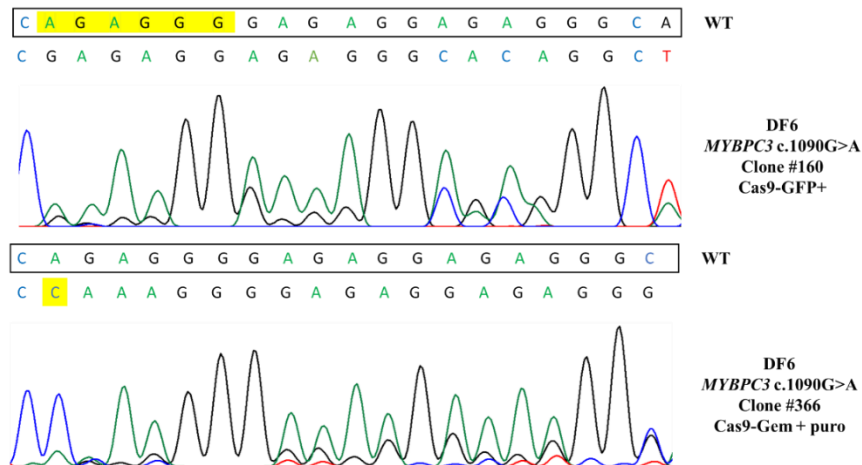 C A G A G G G G A G A G G A G A G G G C A WT
C G A G A G G A G A G G G C A C A G G C T
DF6
MYBPC3 c.1090G>A
Clone #160
Cas9-GFP+
C A G A G G G G A G A G G A G A G G G C WT
C C A A A G G G G A G A G G A G A G G G
DF6
MYBPC3 c.1090G>A
Clone #366
Cas9-Gem + puro